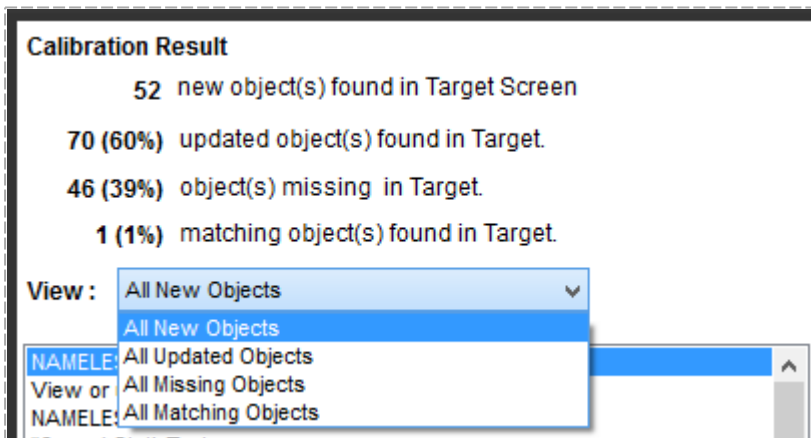 Calibration Result
52 new object(s) found in Target Screen
70 (60%) updated object(s) found in Target.
46 (39%) object(s) missing in Target.
1 (1%) matching object(s) found in Target.
View : All New Objects
All New Objects
All Updated Objects
All Missing Objects
All Matching Objects
View or